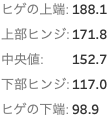 ヒゲの上端: 188.1
上部ヒンジ: 171.8
中央値: 152.7
下部ヒンジ: 117.0
ヒゲの下端: 98.9